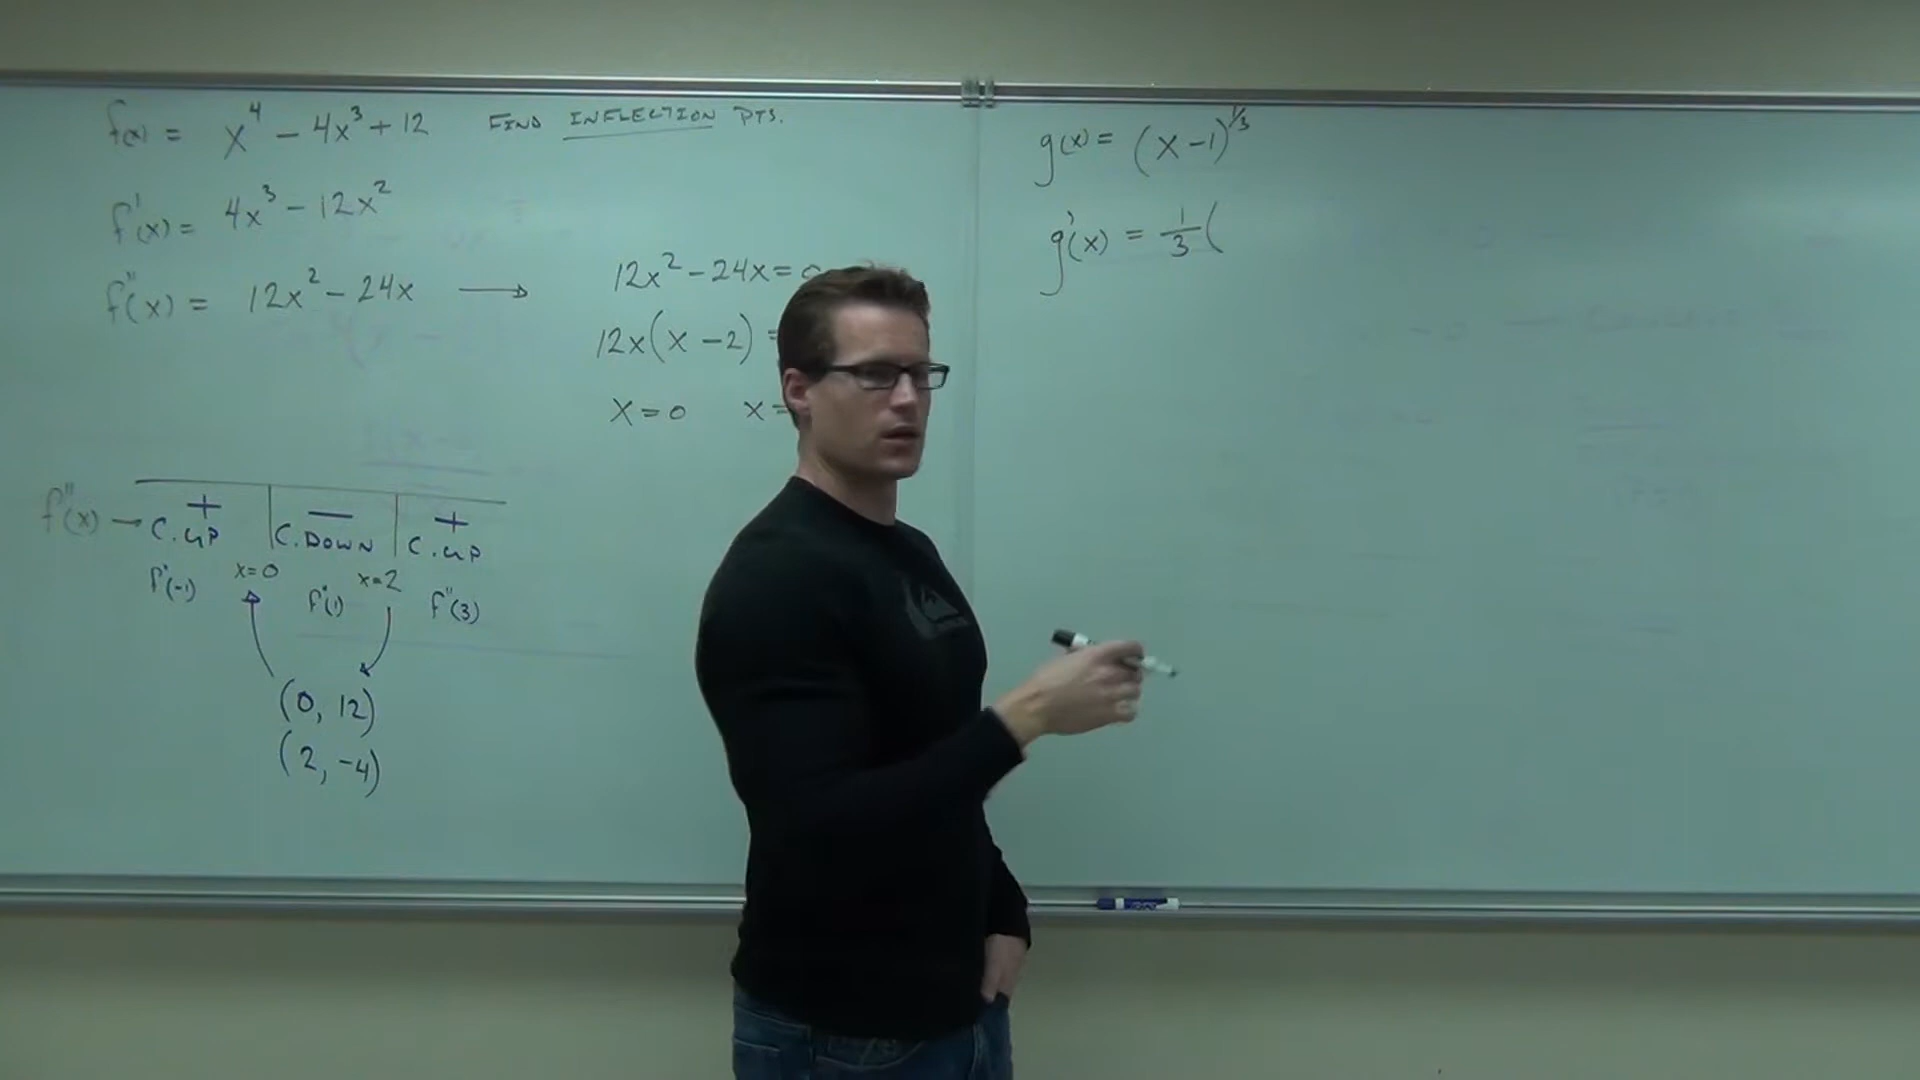 f(x) = x⁴ - 4x³ + 12 FIND INFLECTION PTS.
f'(x) = 4x³ - 12x²
f''(x) = 12x² - 24x → 12x² - 24x = 0
12x(x - 2) =
x = 0 x =
f''(x) → + - +
C. UP C. DOWN C. UP
x=0 x=2
f''(-1) f''(1) f''(3)
(0, 12)
(2, -4)
g(x) = (x - 1)^1/3
g'(x) = 1/3 (